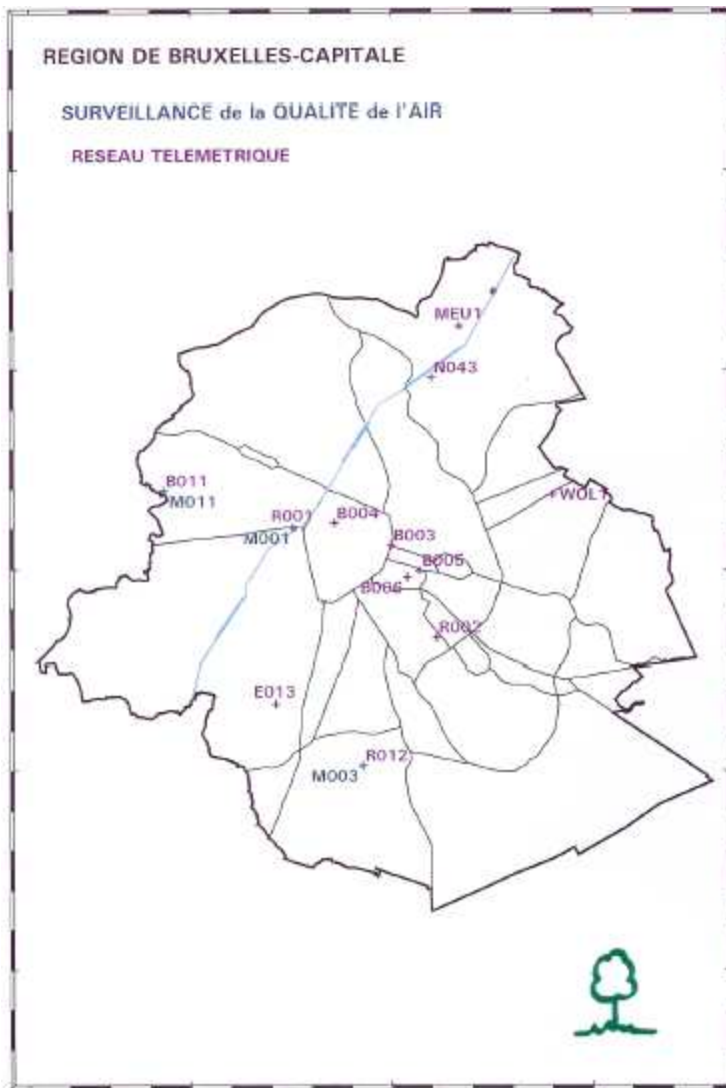 REGION DE BRUXELLES-CAPITALE
SURVEILLANCE de la QUALITE de l'AIR
RESEAU TELEMETRIQUE
MEU1
N043
B011
M011
WOL1
R001
B004
M001
B003
B005
B006
R002
E013
R012
M003